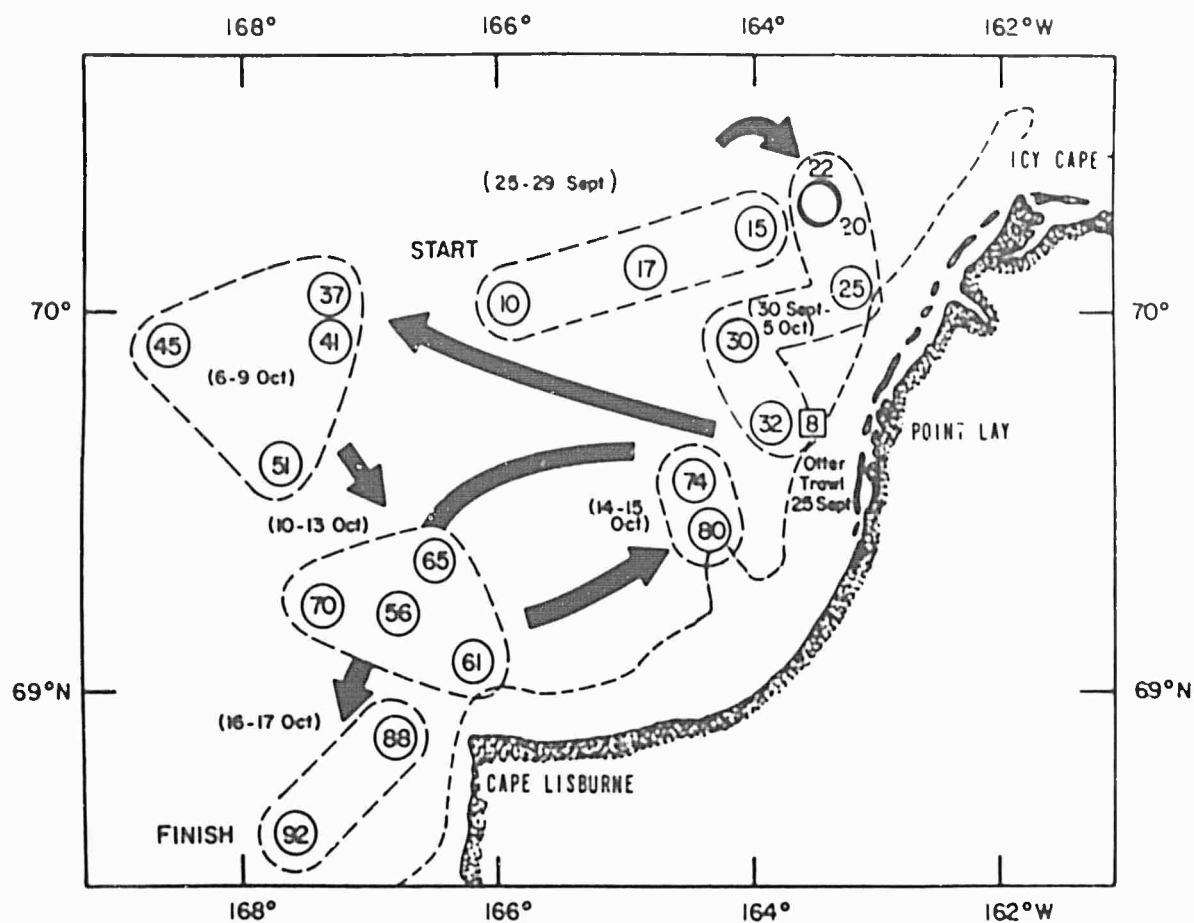 168° 166° 164° 162°W
ICY CAPE
22
(25-29 Sept)
START
15
20
17
25
10
37
70° 70°
(30 Sept-
5 Oct)
30
41
45
(6-9 Oct)
32
8
POINT LAY
51
Otter
Trawl
25 Sept
74
(10-13 Oct)
(14-15
Oct)
80
65
70
56
61
69°N 69°N
(16-17 Oct)
88
CAPE LISBURNE
FINISH
92
168° 166° 164° 162°W